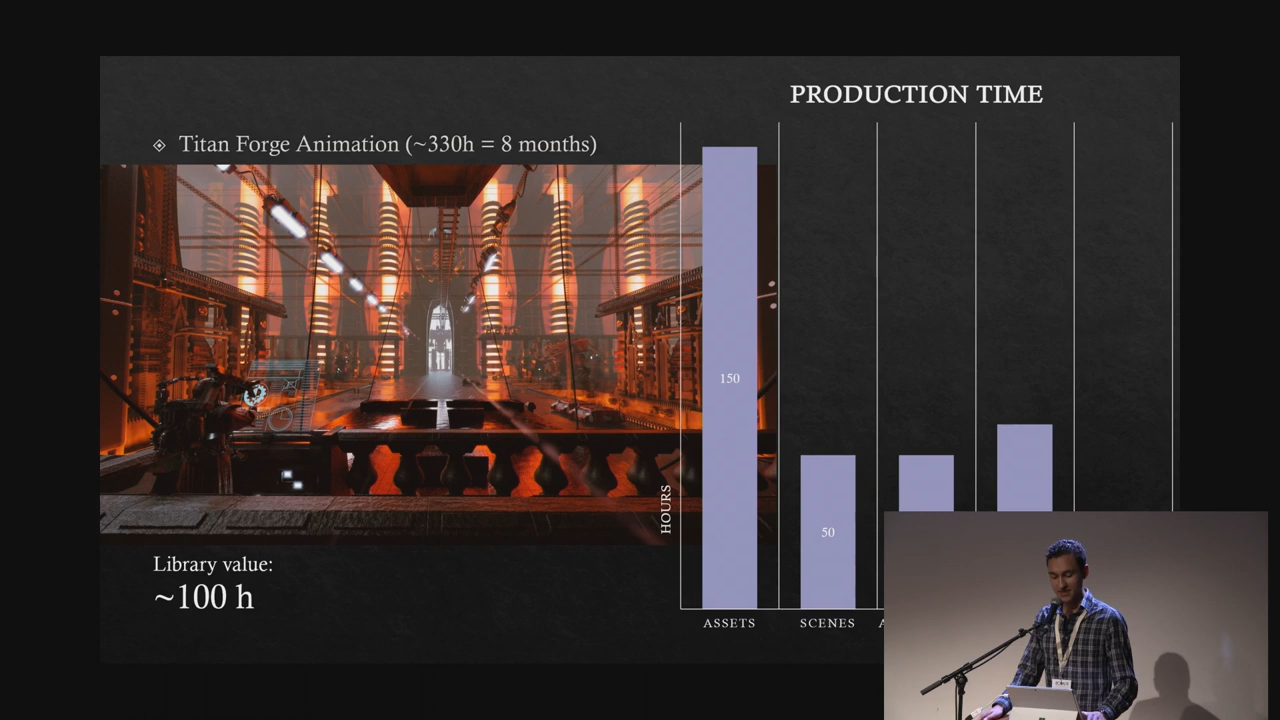 PRODUCTION TIME
Titan Forge Animation (~330h = 8 months)
150
50
HOURS
Library value:
~100 h
ASSETS
SCENES